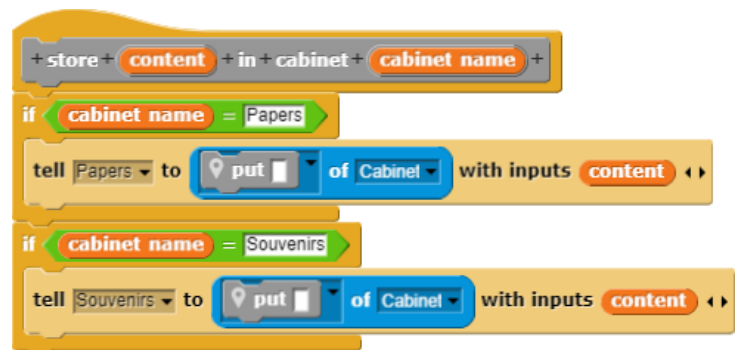 +store+ content +in+cabinet+ cabinet name +
if cabinet name = Papers
tell Papers to put of Cabinet with inputs content
if cabinet name = Souvenirs
tell Souvenirs to put of Cabinet with inputs content